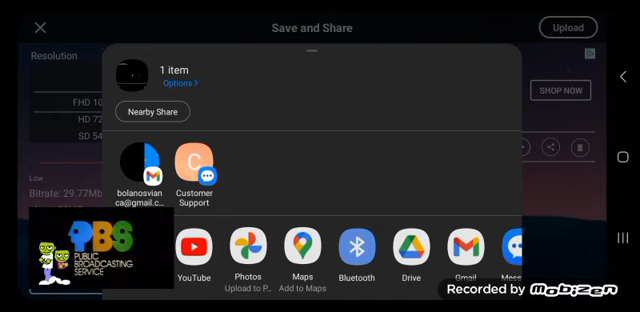 Save and Share
Upload
Resolution
1 item
Options >
SHOP NOW
FHD 10
Nearby Share
HD 72
SD 54
Low
Bitrate: 29.77Mb
bolanosvian
ca@gmail.c...
Customer
Support
PBS
PUBLIC
BROADCASTING
SERVICE
YouTube
Photos
Upload to P...
Maps
Add to Maps
Bluetooth
Drive
Gmail
Mess
Recorded by Mobizen